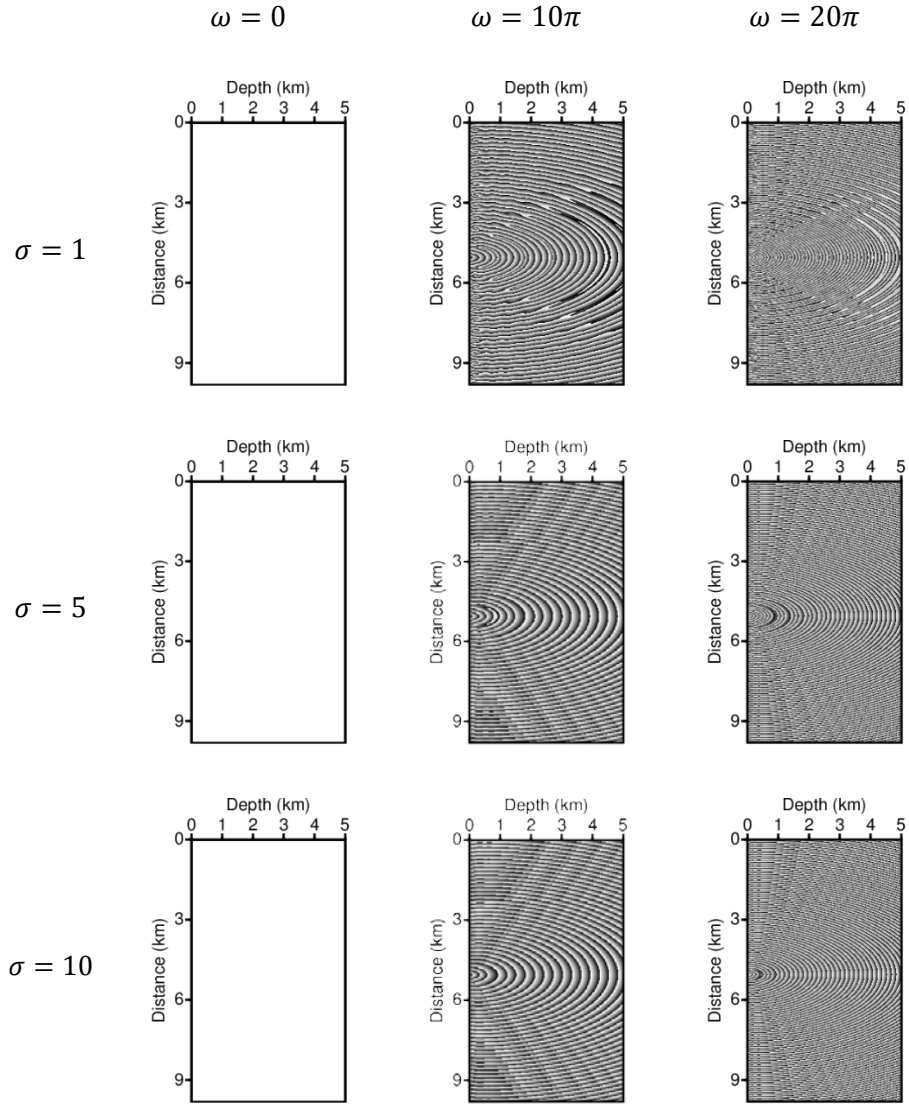 ω = 0 ω = 10π ω = 20π
Depth (km) Depth (km) Depth (km)
0 1 2 3 4 5 0 1 2 3 4 5 0 1 2 3 4 5
0 0 0
3 3 3
σ = 1 Distance (km) Distance (km) Distance (km)
6 6 6
9 9 9
Depth (km) Depth (km) Depth (km)
0 1 2 3 4 5 0 1 2 3 4 5 0 1 2 3 4 5
0 0 0
3 3 3
σ = 5 Distance (km) Distance (km) Distance (km)
6 6 6
9 9 9
Depth (km) Depth (km) Depth (km)
0 1 2 3 4 5 0 1 2 3 4 5 0 1 2 3 4 5
0 0 0
3 3 3
σ = 10 Distance (km) Distance (km) Distance (km)
6 6 6
9 9 9